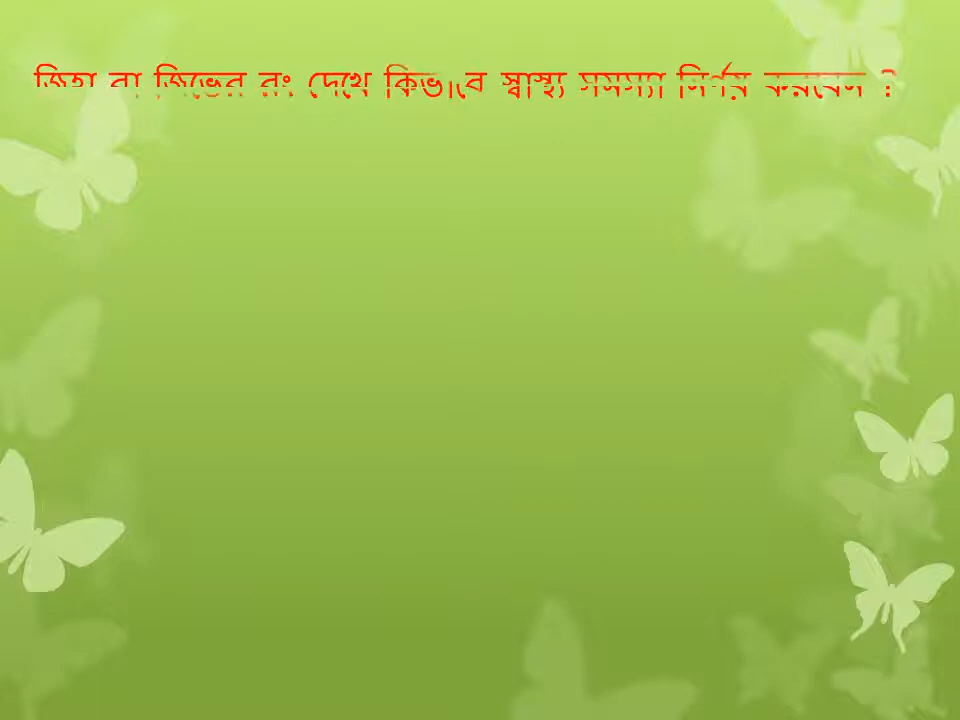 জিহ্বা বা জিভের রং দেখে কিভাবে স্বাস্থ্য সমস্যা নির্ণয় করবেন ?